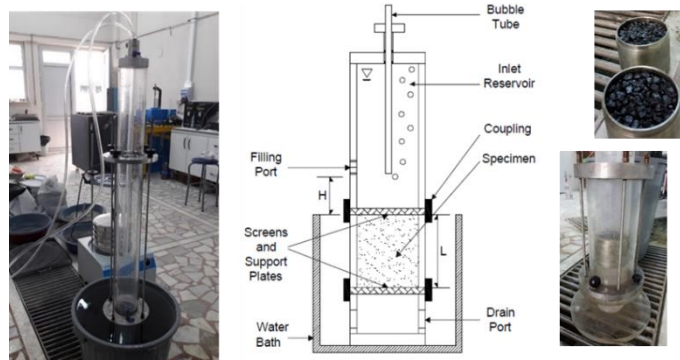 Bubble
Tube
Inlet
Reservoir
Coupling
Filling
Port
Specimen
H
Screens
and
Support
Plates
L
Water
Bath
Drain
Port